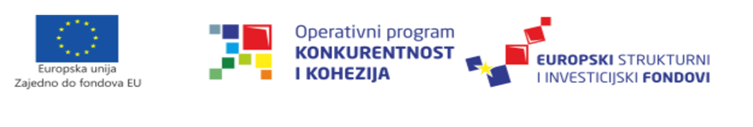 Europska unija
Zajedno do fondova EU
Operativni program
KONKURENTNOST
I KOHEZIJA
EUROPSKI STRUKTURNI
I INVESTICIJSKI FONDOVI